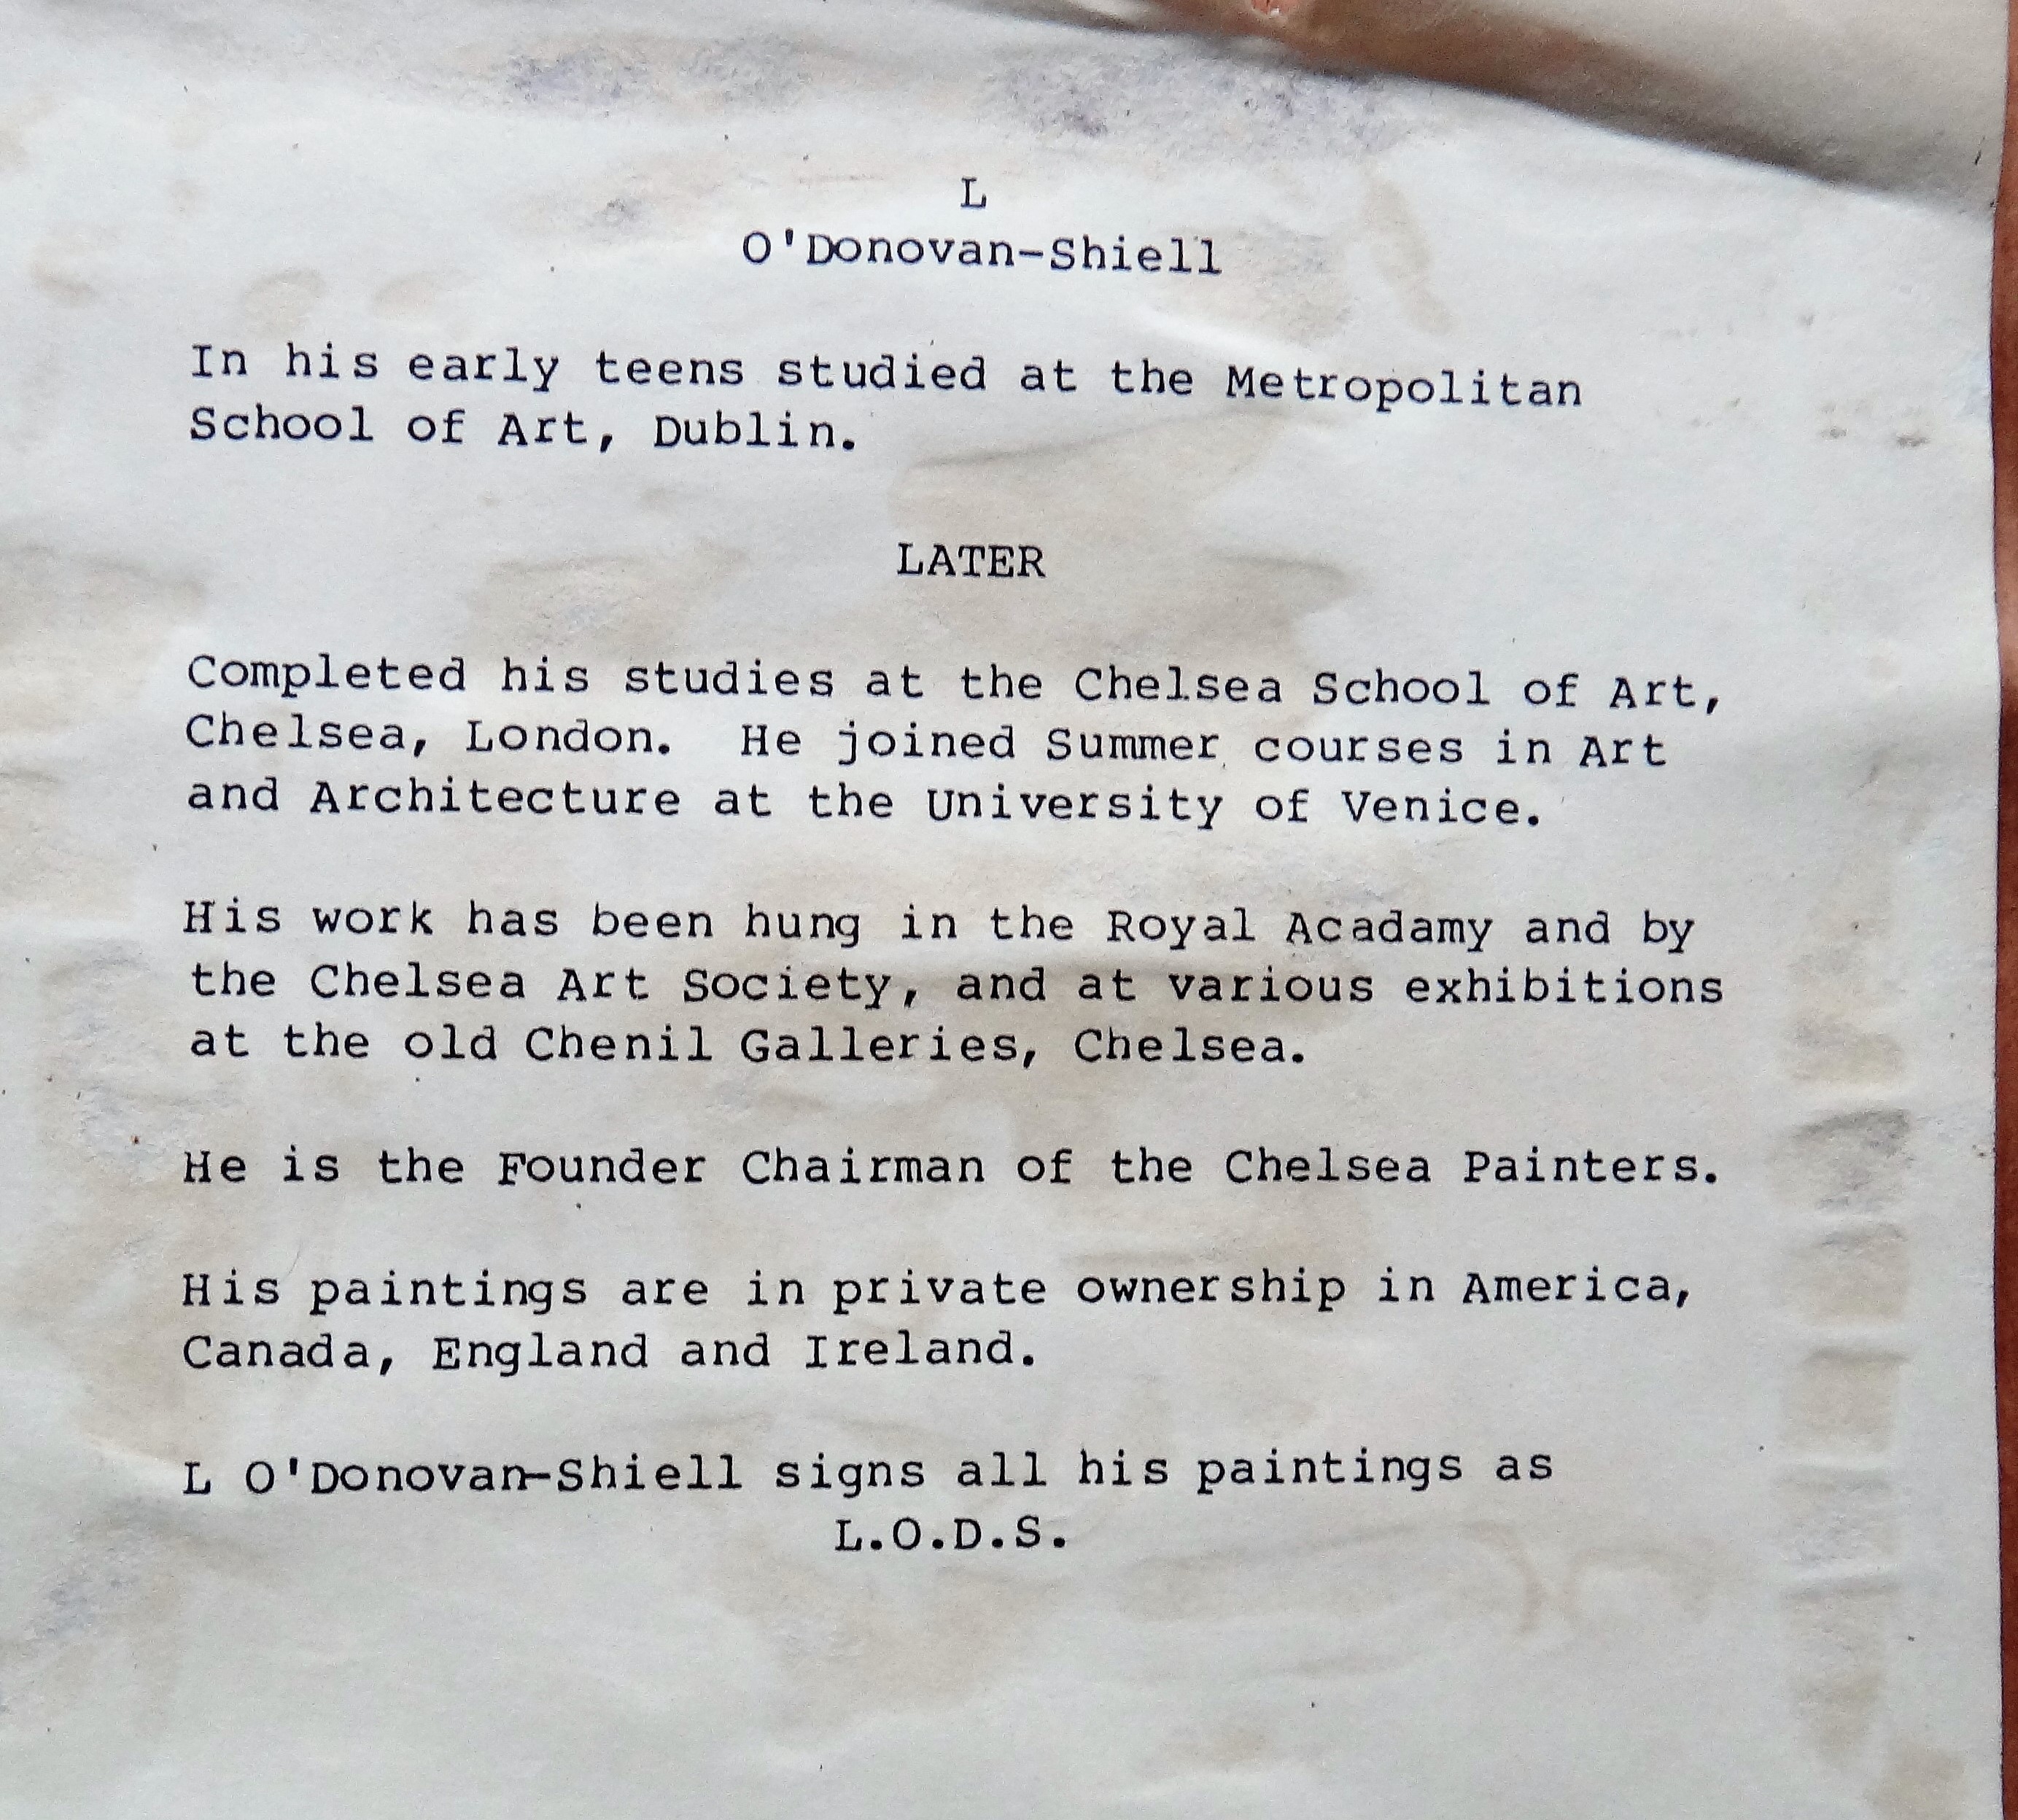 L
O'Donovan-Shiell
In his early teens studied at the Metropolitan
School of Art, Dublin.
LATER
Completed his studies at the Chelsea School of Art,
Chelsea, London.  He joined Summer courses in Art
and Architecture at the University of Venice.
His work has been hung in the Royal Acadamy and by
the Chelsea Art Society, and at various exhibitions
at the old Chenil Galleries, Chelsea.
He is the Founder Chairman of the Chelsea Painters.
His paintings are in private ownership in America,
Canada, England and Ireland.
L O'Donovan-Shiell signs all his paintings as
L.O.D.S.